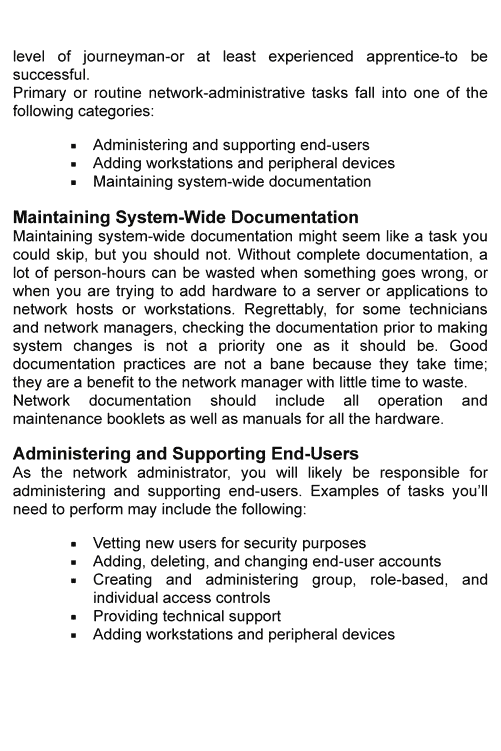 level of journeyman-or at least experienced apprentice-to be
successful.
Primary or routine network-administrative tasks fall into one of the
following categories:
▪ Administering and supporting end-users
▪ Adding workstations and peripheral devices
▪ Maintaining system-wide documentation
Maintaining System-Wide Documentation
Maintaining system-wide documentation might seem like a task you
could skip, but you should not. Without complete documentation, a
lot of person-hours can be wasted when something goes wrong, or
when you are trying to add hardware to a server or applications to
network hosts or workstations. Regrettably, for some technicians
and network managers, checking the documentation prior to making
system changes is not a priority one as it should be. Good
documentation practices are not a bane because they take time;
they are a benefit to the network manager with little time to waste.
Network documentation should include all operation and
maintenance booklets as well as manuals for all the hardware.
Administering and Supporting End-Users
As the network administrator, you will likely be responsible for
administering and supporting end-users. Examples of tasks you’ll
need to perform may include the following:
▪ Vetting new users for security purposes
▪ Adding, deleting, and changing end-user accounts
▪ Creating and administering group, role-based, and
individual access controls
▪ Providing technical support
▪ Adding workstations and peripheral devices